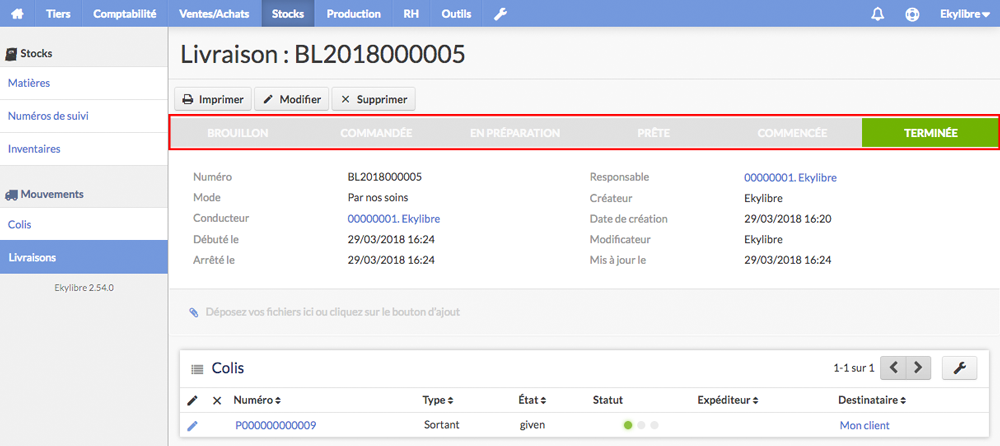 Tiers Comptabilité Ventes/Achats Stocks Production RH Outils Ekylibre
Stocks
Matières
Numéros de suivi
Inventaires
Mouvements
Colis
Livraisons
Ekylibre 2.54.0
Livraison : BL2018000005
Imprimer Modifier Supprimer
BROUILLON COMMANDÉE EN PRÉPARATION PRÊTE COMMENCÉE TERMINÉE
Numéro BL2018000005 Responsable 00000001. Ekylibre
Mode Par nos soins Créateur Ekylibre
Conducteur 00000001. Ekylibre Date de création 29/03/2018 16:20
Débuté le 29/03/2018 16:24 Modificateur Ekylibre
Arrêté le 29/03/2018 16:24 Mis à jour le 29/03/2018 16:24
Déposez vos fichiers ici ou cliquez sur le bouton d'ajout
Colis 1-1 sur 1
Numéro Type État Statut Expéditeur Destinataire
P000000000009 Sortant given Mon client